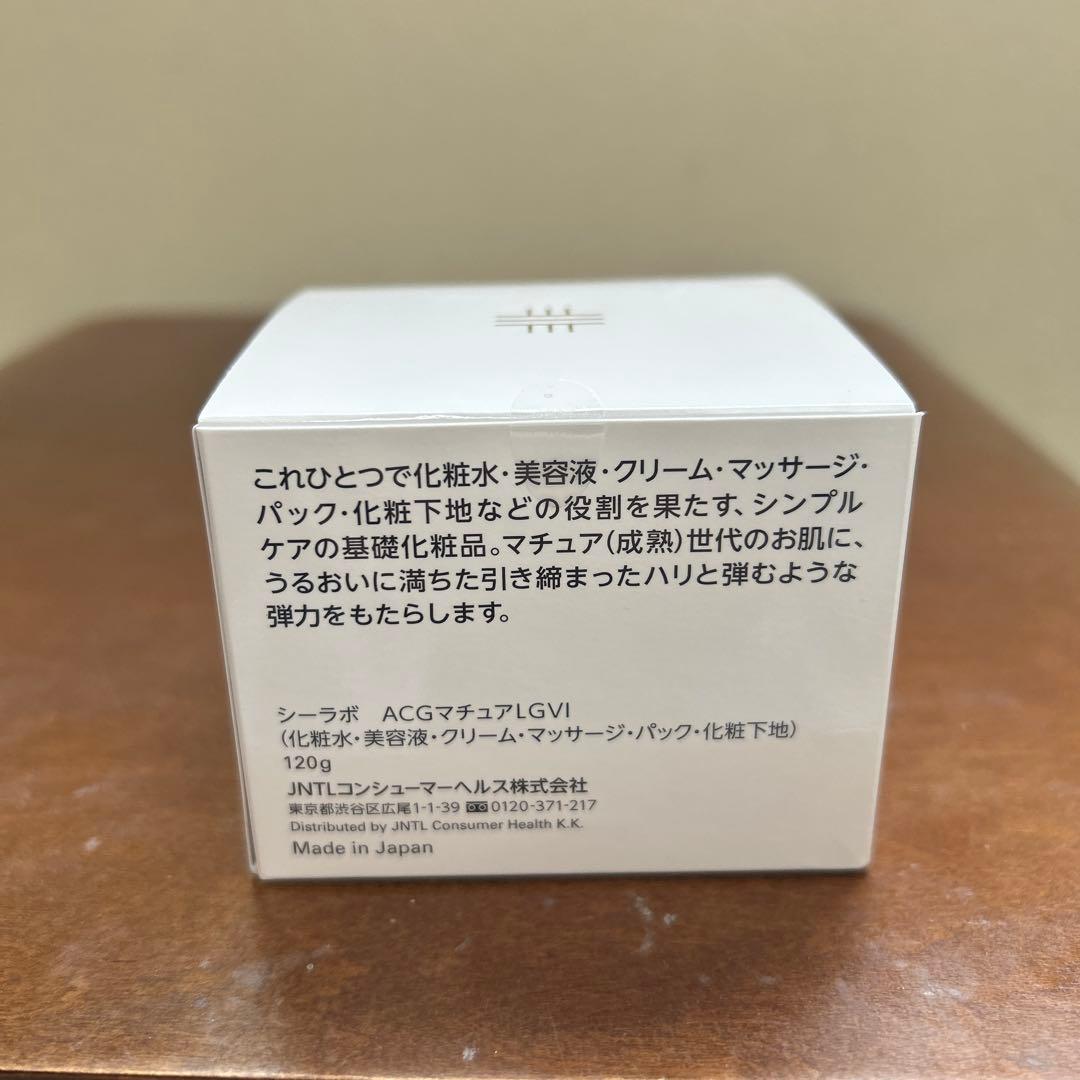 これひとつで化粧水・美容液・クリーム・マッサージ・
パック・化粧下地などの役割を果たす、シンプル
ケアの基礎化粧品。マチュア(成熟)世代のお肌に、
うるおいに満ちた引き締まったハリと弾むような
弾力をもたらします。
シーラボ ACGマチュアLGVI
(化粧水・美容液・クリーム・マッサージ・パック・化粧下地)
120g
JNTLコンシューマーヘルス株式会社
東京都渋谷区広尾1-1-39 0120-371-217
Distributed by JNTL Consumer Health K.K.
Made in Japan